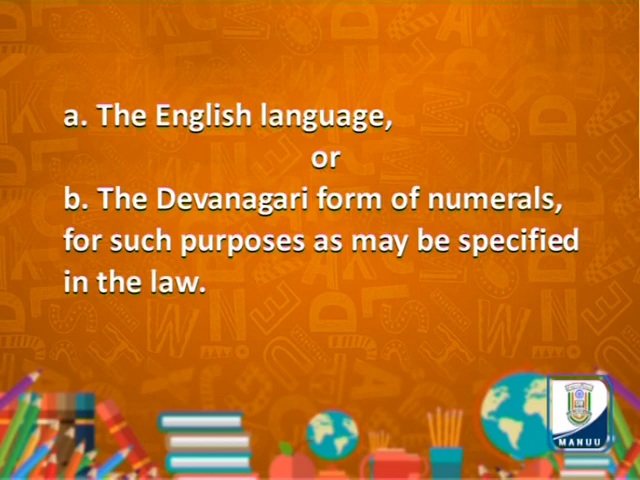 a. The English language,
or
b. The Devanagari form of numerals,
for such purposes as may be specified
in the law.
MANUU